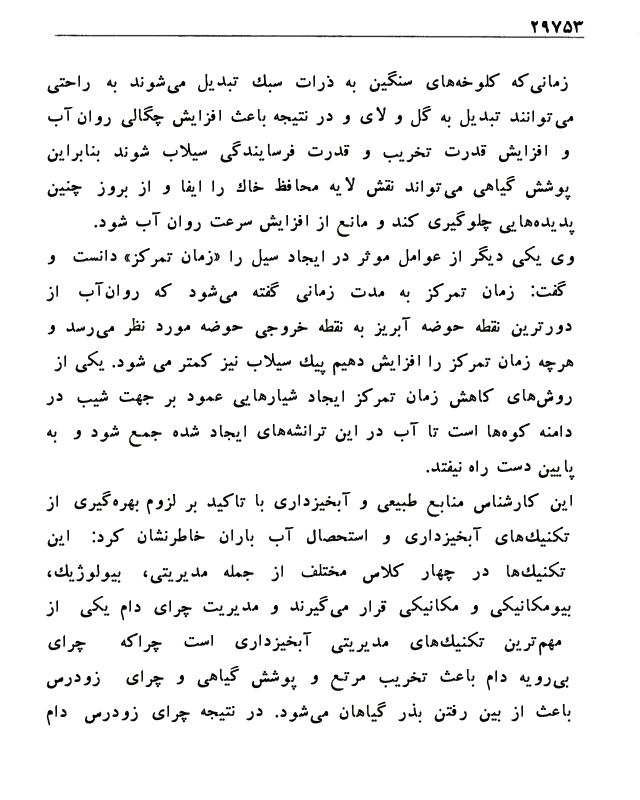 ۲۹۷۵۳
زمانی‌که کلوخه‌های سنگین به ذرات سبك تبدیل می‌شوند به راحتی
می‌توانند تبدیل به گل و لای و در نتیجه باعث افزایش چگالی روان آب
و افزایش قدرت تخریب و قدرت فرسایندگی سیلاب شوند بنابراین
پوشش گیاهی می‌تواند نقش لایه محافظ خاك را ایفا و از بروز چنین
پدیده‌هایی چلوگیری کند و مانع از افزایش سرعت روان آب شود.
وی یکی دیگر از عوامل موثر در ایجاد سیل را «زمان تمرکز» دانست و
گفت: زمان تمرکز به مدت زمانی گفته می‌شود که روان‌آب از
دورترین نقطه حوضه آبریز به نقطه خروجی حوضه مورد نظر می‌رسد و
هرچه زمان تمرکز را افزایش دهیم پیك سیلاب نیز کمتر می شود. یکی از
روش‌های کاهش زمان تمرکز ایجاد شیارهایی عمود بر جهت شیب در
دامنه کوه‌ها است تا آب در این ترانشه‌های ایجاد شده جمع شود و به
پایین دست راه نیفتد.
این کارشناس منابع طبیعی و آبخیزداری با تاکید بر لزوم بهره‌گیری از
تکنیك‌های آبخیزداری و استحصال آب باران خاطرنشان کرد: این
تکنیك‌ها در چهار کلاس مختلف از جمله مدیریتی، بیولوژیك،
بیومکانیکی و مکانیکی قرار می‌گیرند و مدیریت چرای دام یکی از
مهم‌ترین تکنیك‌های مدیریتی آبخیزداری است چراکه چرای
بی‌رویه دام باعث تخریب مرتع و پوشش گیاهی و چرای زودرس
باعث از بین رفتن بذر گیاهان می‌شود. در نتیجه چرای زودرس دام